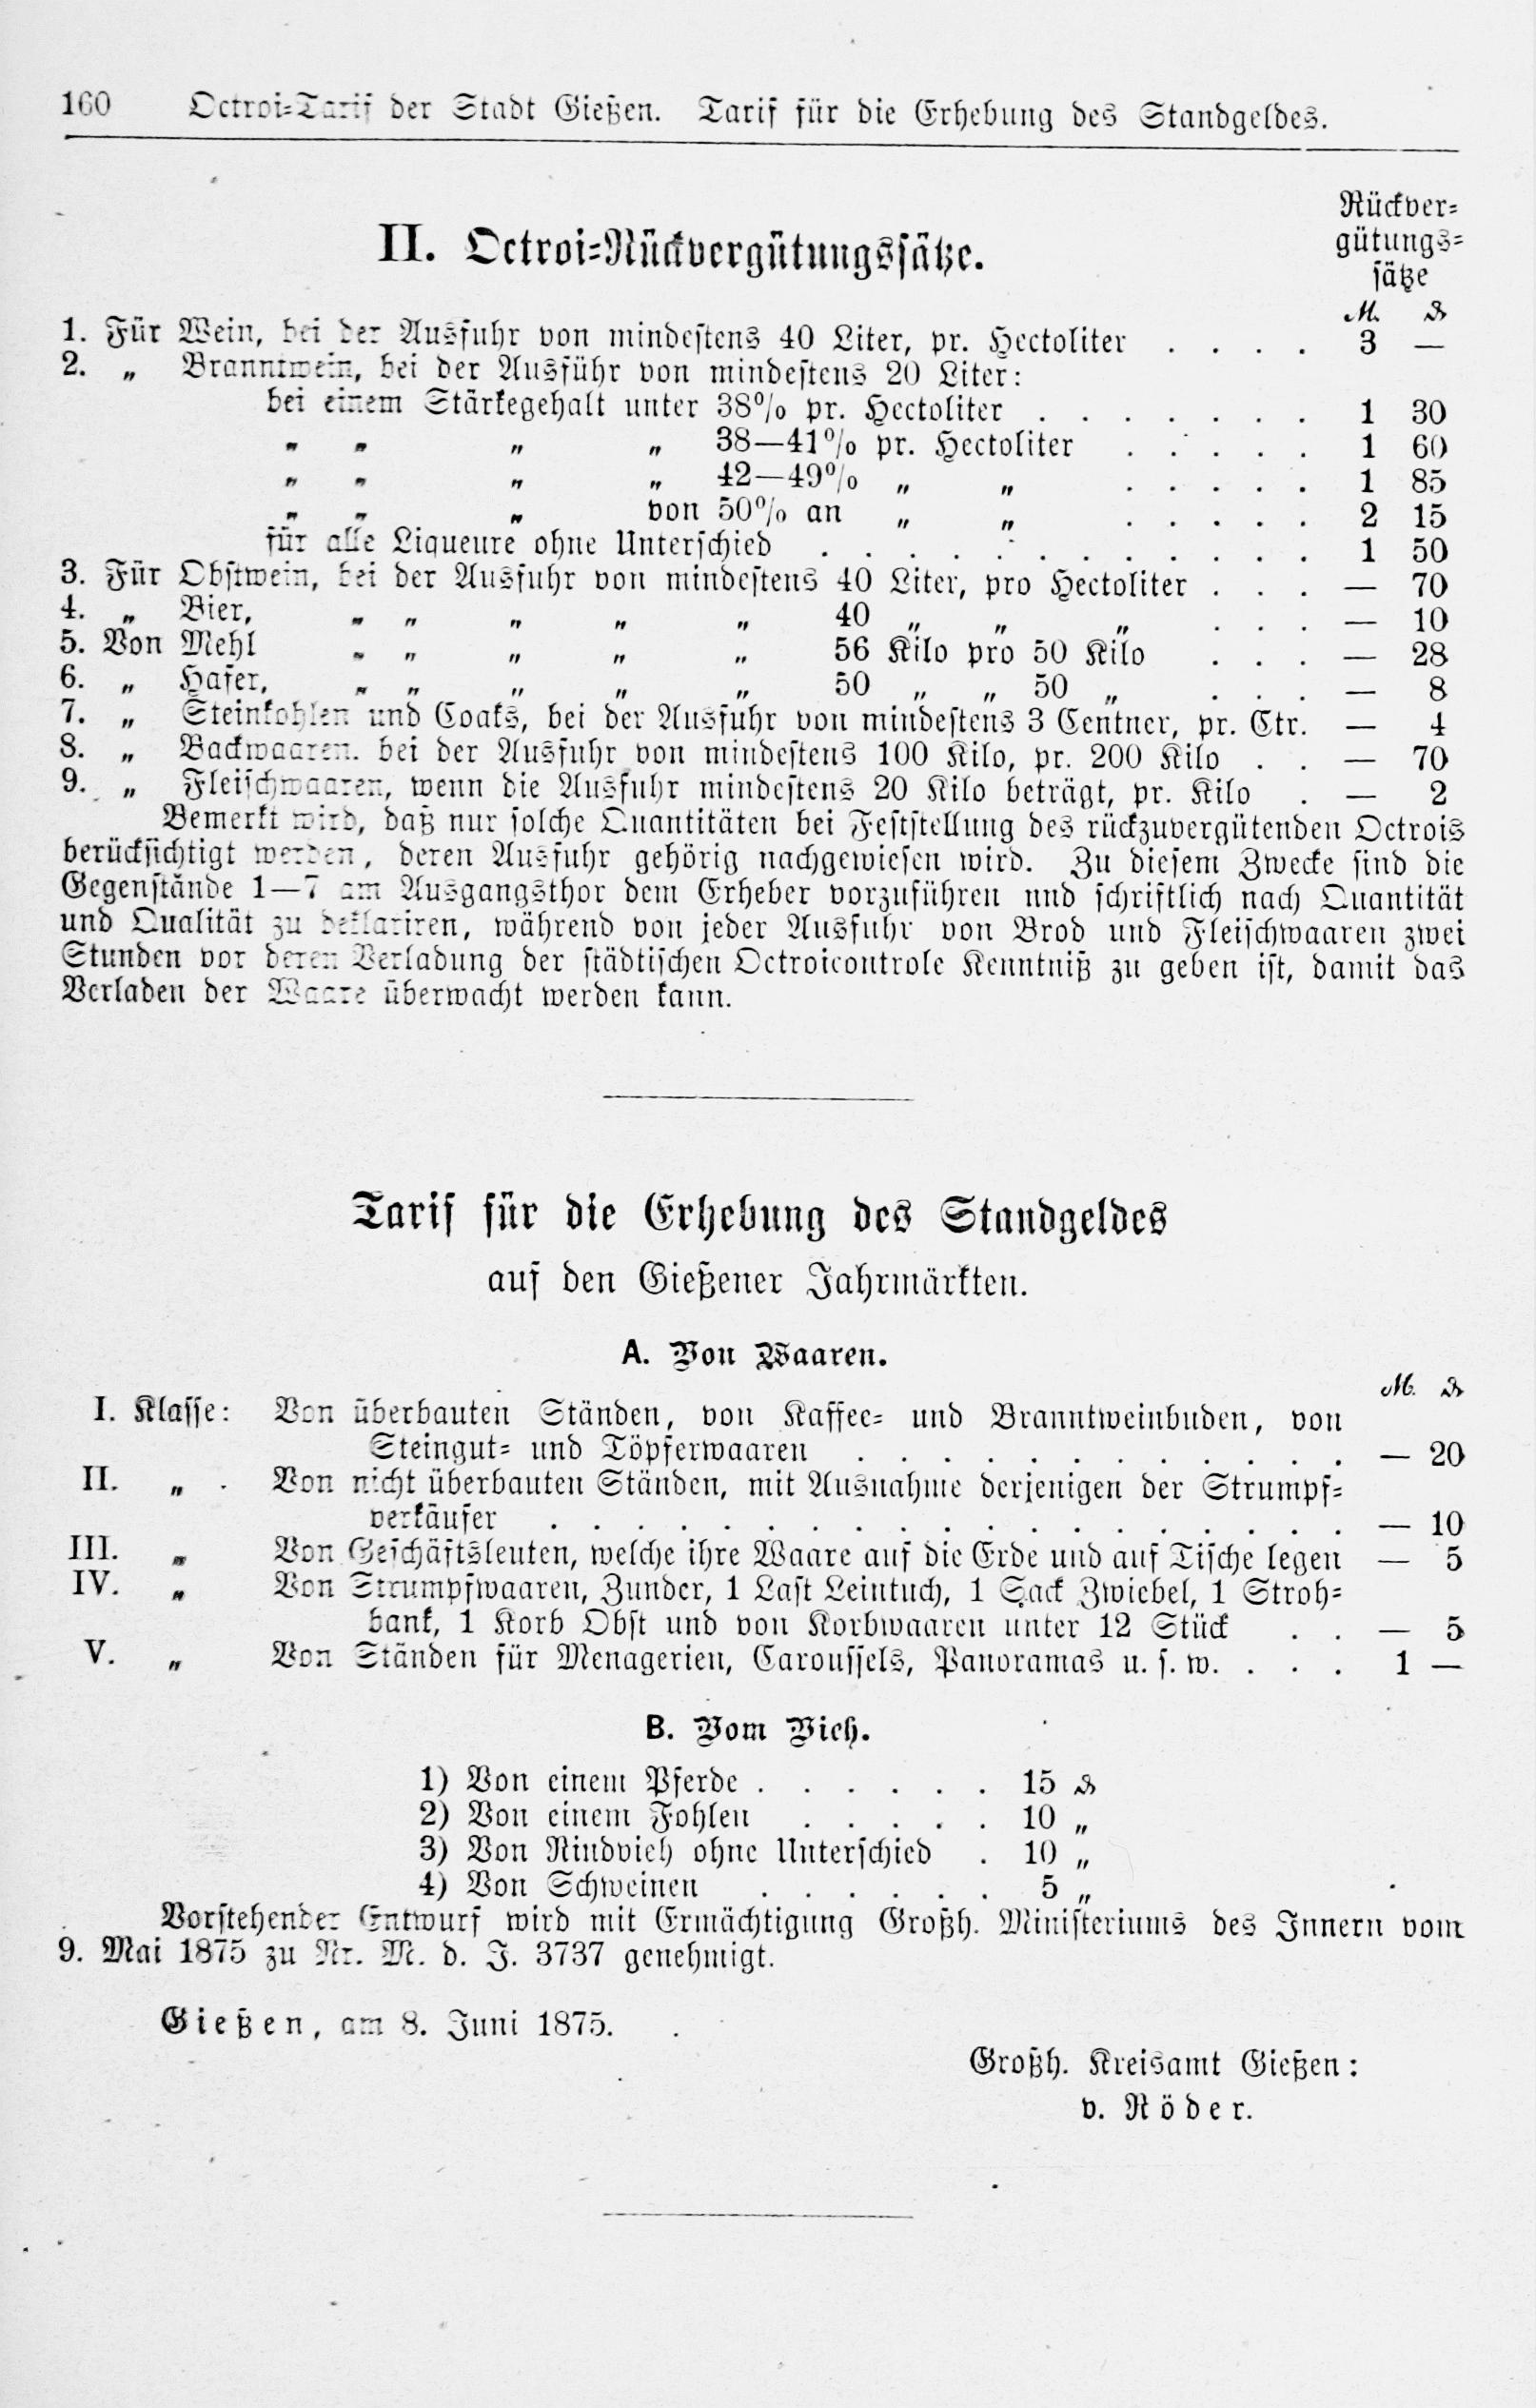 160 Octroi-Tarif der Stadt Gießen. Tarif für die Erhebung des Standgeldes.
II. Octroi-Rückvergütungssätze.
Rückver-
gütungs-
sätze
M. ₰
1. Für Wein, bei der Ausfuhr von mindestens 40 Liter, pr. Hectoliter . . . . 3 —
2. „ Branntwein, bei der Ausführ von mindestens 20 Liter:
bei einem Stärkegehalt unter 38% pr. Hectoliter . . . . . . . 1 30
„ „ „ „ 38—41% pr. Hectoliter . . . . . 1 60
„ „ „ „ 42—49% „ „ . . . . . 1 85
„ „ „ von 50% an „ „ . . . . . 2 15
für alle Liqueure ohne Unterschied . . . . . . . . . . . . 1 50
3. Für Obstwein, bei der Ausfuhr von mindestens 40 Liter, pro Hectoliter . . . — 70
4. „ Bier, „ „ „ „ „ 40 „ „ „ . . . — 10
5. Von Mehl „ „ „ „ „ 56 Kilo pro 50 Kilo . . . — 28
6. „ Hafer, „ „ „ „ „ 50 „ „ 50 „ . . . — 8
7. „ Steinkohlen und Coaks, bei der Ausfuhr von mindestens 3 Centner, pr. Ctr. — 4
8. „ Backwaaren. bei der Ausfuhr von mindestens 100 Kilo, pr. 200 Kilo . . — 70
9. „ Fleischwaaren, wenn die Ausfuhr mindestens 20 Kilo beträgt, pr. Kilo . — 2
Bemerkt wird, daß nur solche Quantitäten bei Feststellung des rückzuvergütenden Octrois
berücksichtigt werden, deren Ausfuhr gehörig nachgewiesen wird. Zu diesem Zwecke sind die
Gegenstände 1—7 am Ausgangsthor dem Erheber vorzuführen nnd schriftlich nach Quantität
und Qualität zu deklariren, während von jeder Ausfuhr von Brod und Fleischwaaren zwei
Stunden vor deren Verladung der städtischen Octroicontrole Kenntniß zu geben ist, damit das
Verladen der Waare überwacht werden kann.
Tarif für die Erhebung des Standgeldes
auf den Gießener Jahrmärkten.
A. Von Waaren.
M. ₰
I. Klasse: Von überbauten Ständen, von Kaffee- und Branntweinbuden, von
Steingut- und Töpferwaaren . . . . . . . . . . . . — 20
II. „ Von nicht überbauten Ständen, mit Ausnahme derjenigen der Strumpf-
verkäufer . . . . . . . . . . . . . . . . . . . — 10
III. „ Von Geschäftsleuten, welche ihre Waare auf die Erde und auf Tische legen — 5
IV. „ Von Strumpfwaaren, Zunder, 1 Last Leintuch, 1 Sack Zwiebel, 1 Stroh-
bank, 1 Korb Obst und von Korbwaaren unter 12 Stück . . — 5
V. „ Von Ständen für Menagerien, Caroussels, Panoramas u. s. w. . . . 1 —
B. Vom Vieh.
1) Von einem Pferde . . . . . . 15 ₰
2) Von einem Fohlen . . . . . 10 „
3) Von Rindvieh ohne Unterschied . 10 „
4) Von Schweinen . . . . . . 5 „
Vorstehender Entwurf wird mit Ermächtigung Großh. Ministeriums des Innern vom
9. Mai 1875 zu Nr. M. d. J. 3737 genehmigt.
Gießen, am 8. Juni 1875.
Großh. Kreisamt Gießen:
v. Röder.